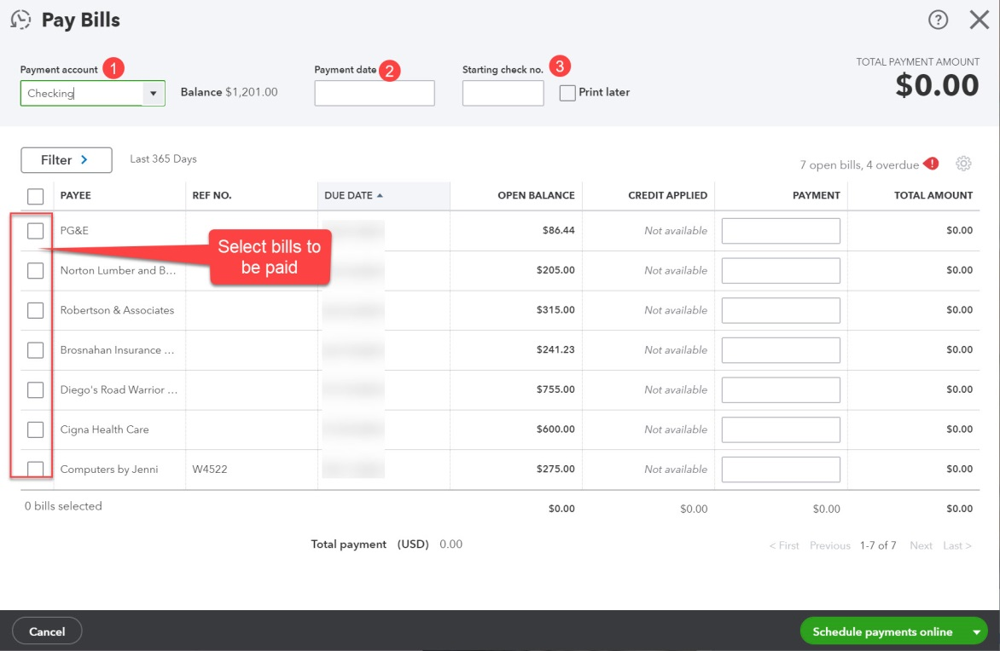 Pay Bills
Payment account 1
Payment date 2
Starting check no. 3
TOTAL PAYMENT AMOUNT
$0.00
Checking
Balance $1,201.00
Print later
Filter >
Last 365 Days
7 open bills, 4 overdue !
PAYEE REF NO. DUE DATE OPEN BALANCE CREDIT APPLIED PAYMENT TOTAL AMOUNT
PG&E $86.44 Not available $0.00
Select bills to
be paid
Norton Lumber and B... $205.00 Not available $0.00
Robertson & Associates $315.00 Not available $0.00
Brosnahan Insurance ... $241.23 Not available $0.00
Diego's Road Warrior ... $755.00 Not available $0.00
Cigna Health Care $600.00 Not available $0.00
Computers by Jenni W4522 $275.00 Not available $0.00
0 bills selected $0.00 $0.00 $0.00 $0.00
Total payment (USD) 0.00
< First Previous 1-7 of 7 Next Last >
Cancel
Schedule payments online